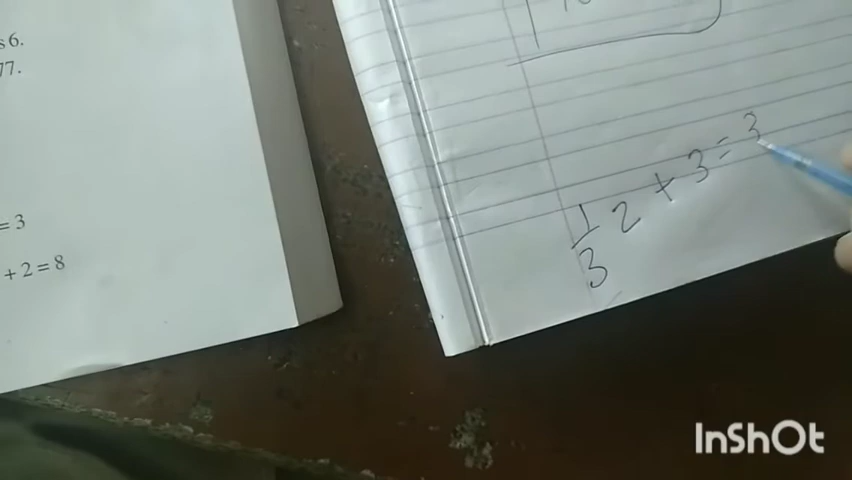 s 6.
77.
= 3
+ 2 = 8
1/3 2 + 3 = 3
InShOt